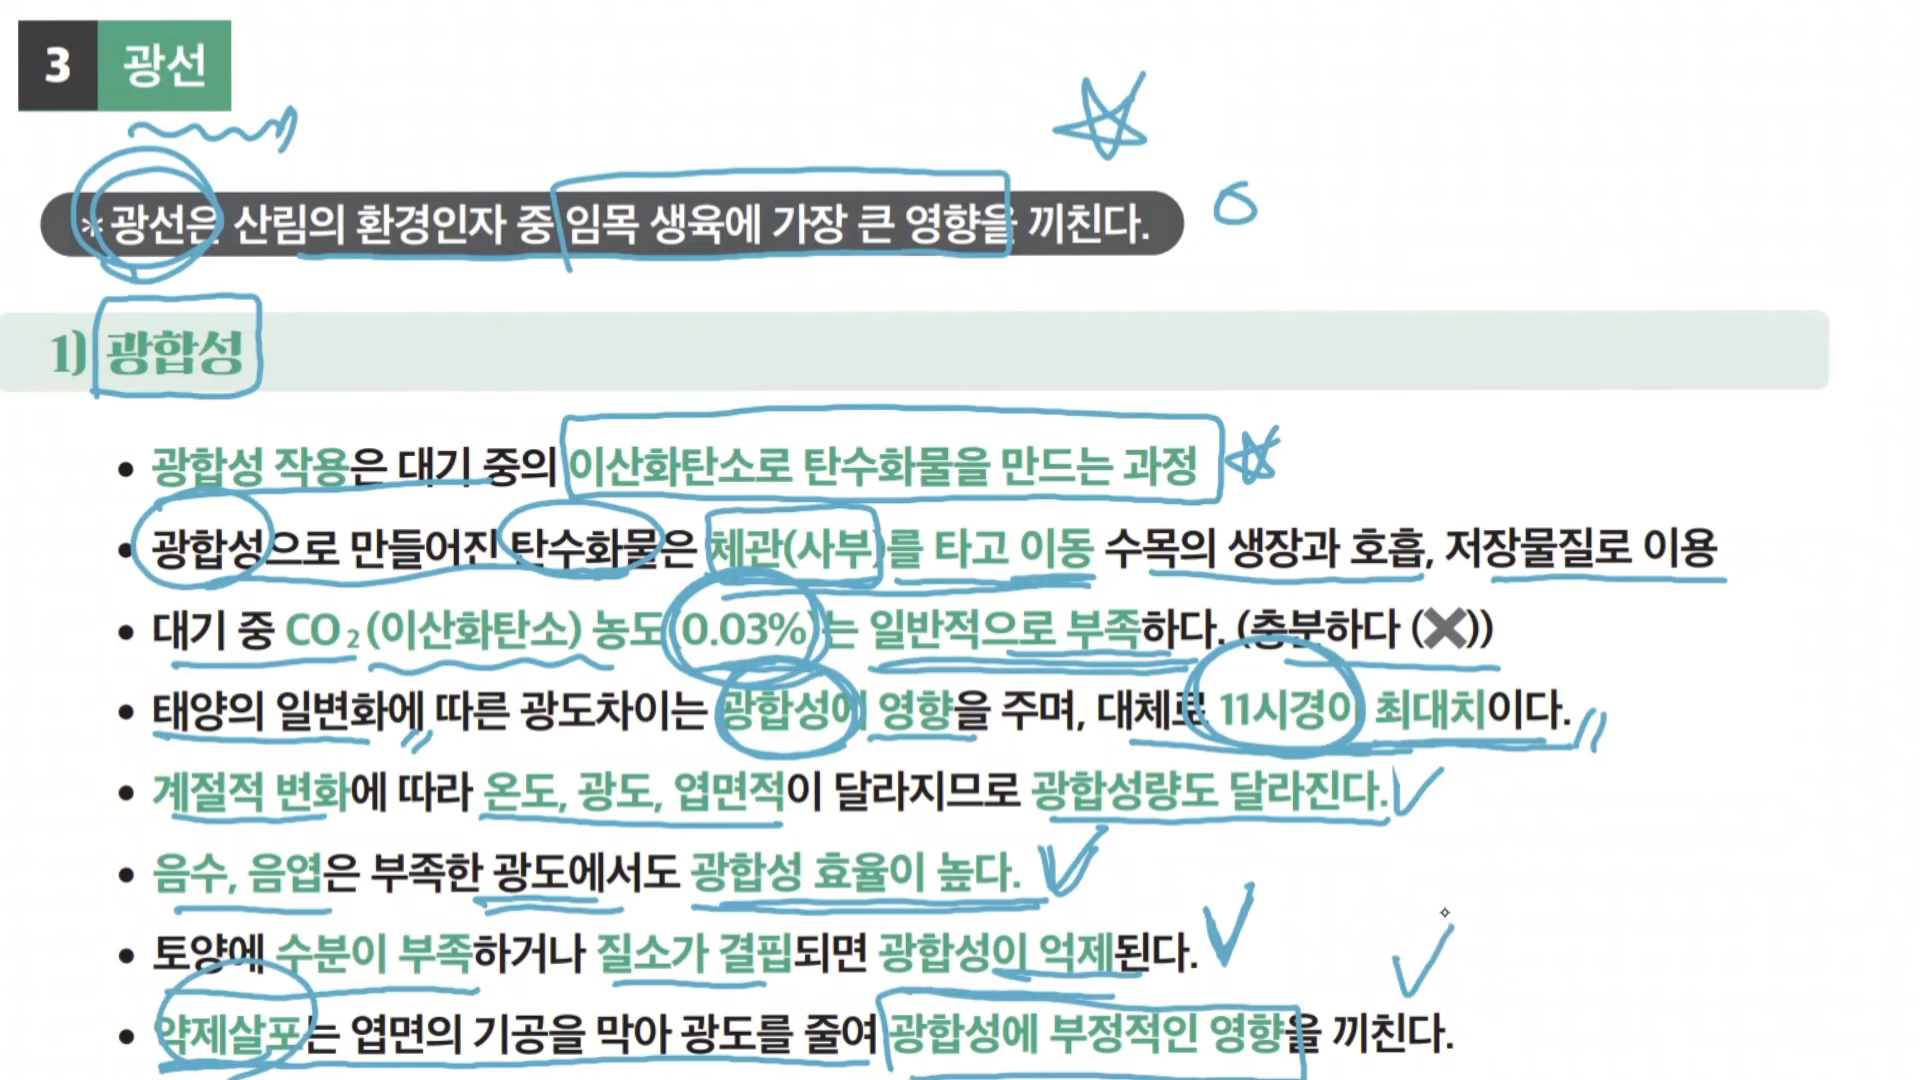 3 광선
*광선은 산림의 환경인자 중 임목 생육에 가장 큰 영향을 끼친다.
1) 광합성
• 광합성 작용은 대기 중의 이산화탄소로 탄수화물을 만드는 과정
• 광합성으로 만들어진 탄수화물은 체관(사부)를 타고 이동 수목의 생장과 호흡, 저장물질로 이용
• 대기 중 CO₂(이산화탄소) 농도(0.03%)는 일반적으로 부족하다. (충분하다 (✖))
• 태양의 일변화에 따른 광도차이는 광합성에 영향을 주며, 대체로 11시경이 최대치이다.
• 계절적 변화에 따라 온도, 광도, 엽면적이 달라지므로 광합성량도 달라진다.
• 음수, 음엽은 부족한 광도에서도 광합성 효율이 높다.
• 토양에 수분이 부족하거나 질소가 결핍되면 광합성이 억제된다.
• 약제살포는 엽면의 기공을 막아 광도를 줄여 광합성에 부정적인 영향을 끼친다.